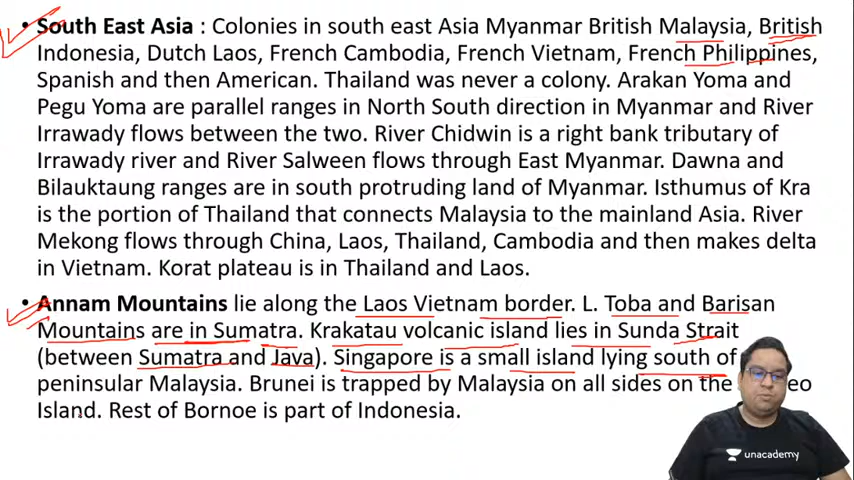 • South East Asia : Colonies in south east Asia Myanmar British Malaysia, British
Indonesia, Dutch Laos, French Cambodia, French Vietnam, French Philippines,
Spanish and then American. Thailand was never a colony. Arakan Yoma and
Pegu Yoma are parallel ranges in North South direction in Myanmar and River
Irrawady flows between the two. River Chidwin is a right bank tributary of
Irrawady river and River Salween flows through East Myanmar. Dawna and
Bilauktaung ranges are in south protruding land of Myanmar. Isthumus of Kra
is the portion of Thailand that connects Malaysia to the mainland Asia. River
Mekong flows through China, Laos, Thailand, Cambodia and then makes delta
in Vietnam. Korat plateau is in Thailand and Laos.
• Annam Mountains lie along the Laos Vietnam border. L. Toba and Barisan
Mountains are in Sumatra. Krakatau volcanic island lies in Sunda Strait
(between Sumatra and Java). Singapore is a small island lying south of
peninsular Malaysia. Brunei is trapped by Malaysia on all sides on the eo
Island. Rest of Bornoe is part of Indonesia.
unacademy